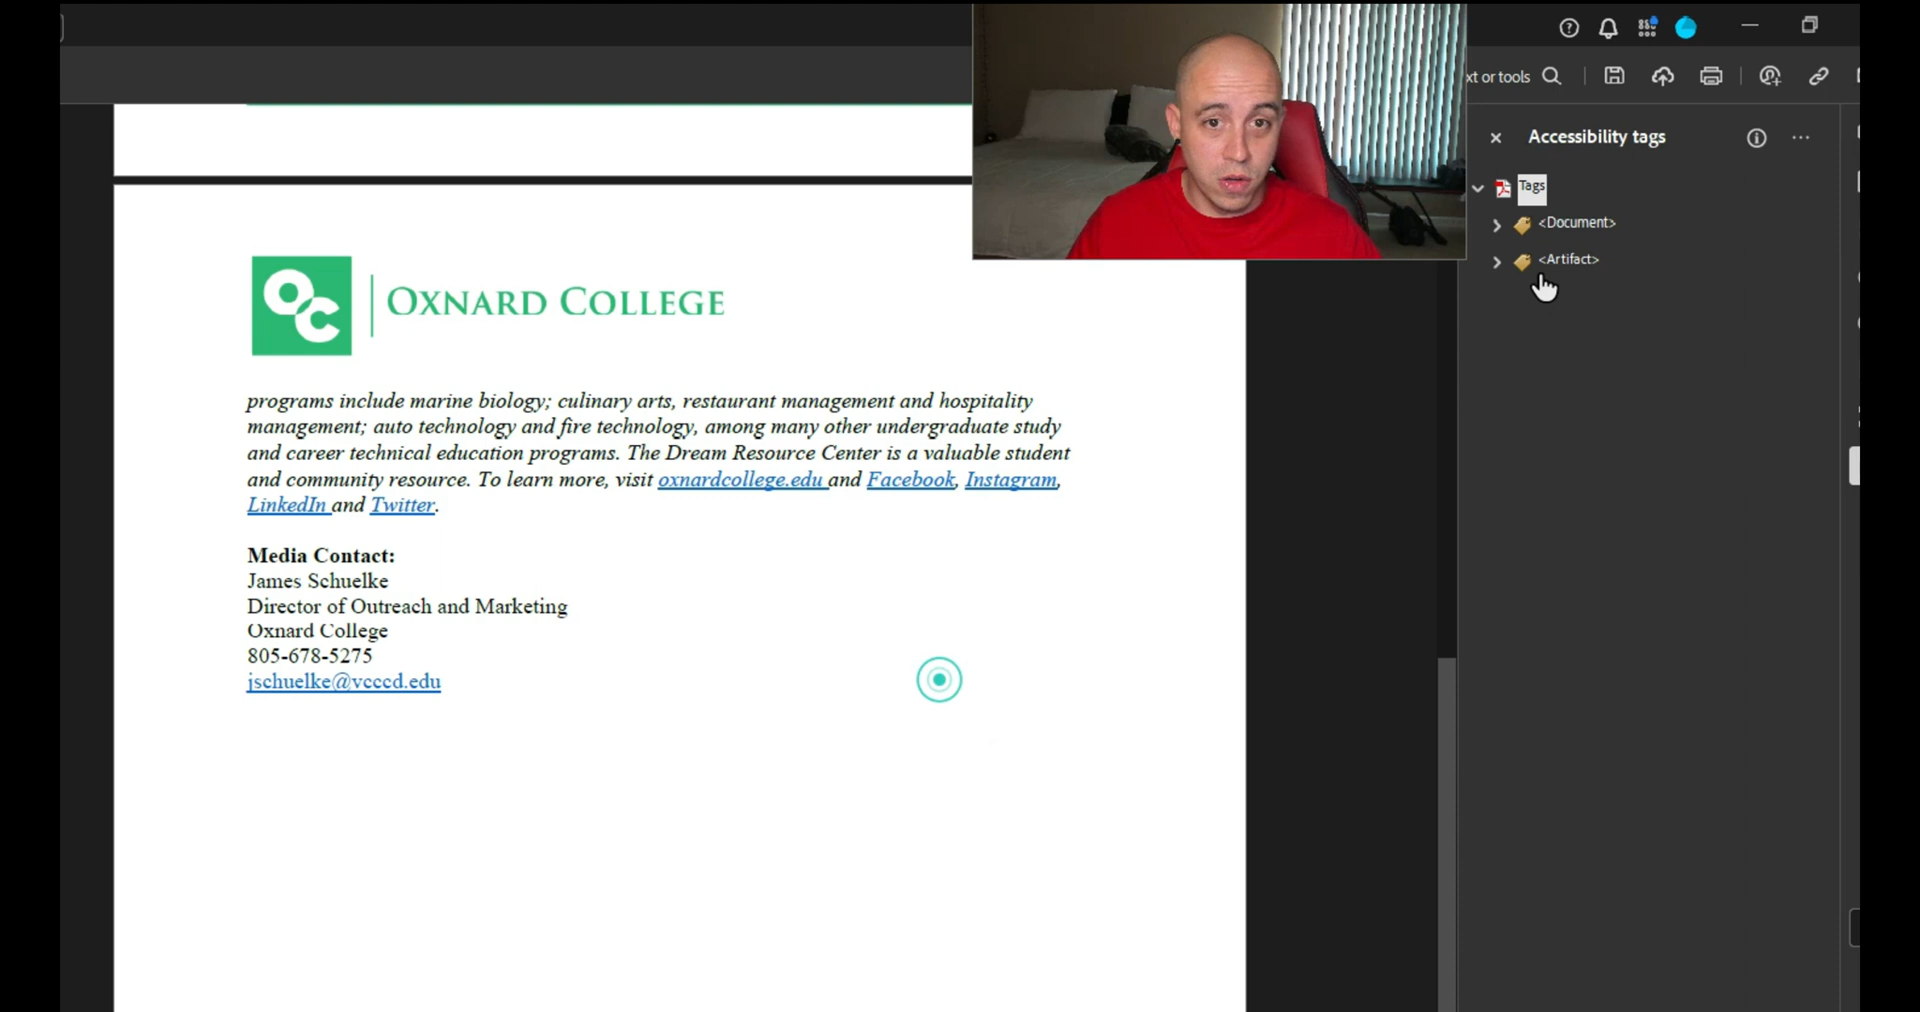 xt or tools
Accessibility tags
Tags
<Document>
<Artifact>
OC
OXNARD COLLEGE
programs include marine biology; culinary arts, restaurant management and hospitality
management; auto technology and fire technology, among many other undergraduate study
and career technical education programs. The Dream Resource Center is a valuable student
and community resource. To learn more, visit oxnardcollege.edu and Facebook, Instagram,
LinkedIn and Twitter.
Media Contact:
James Schuelke
Director of Outreach and Marketing
Oxnard College
805-678-5275
jschuelke@vcccd.edu